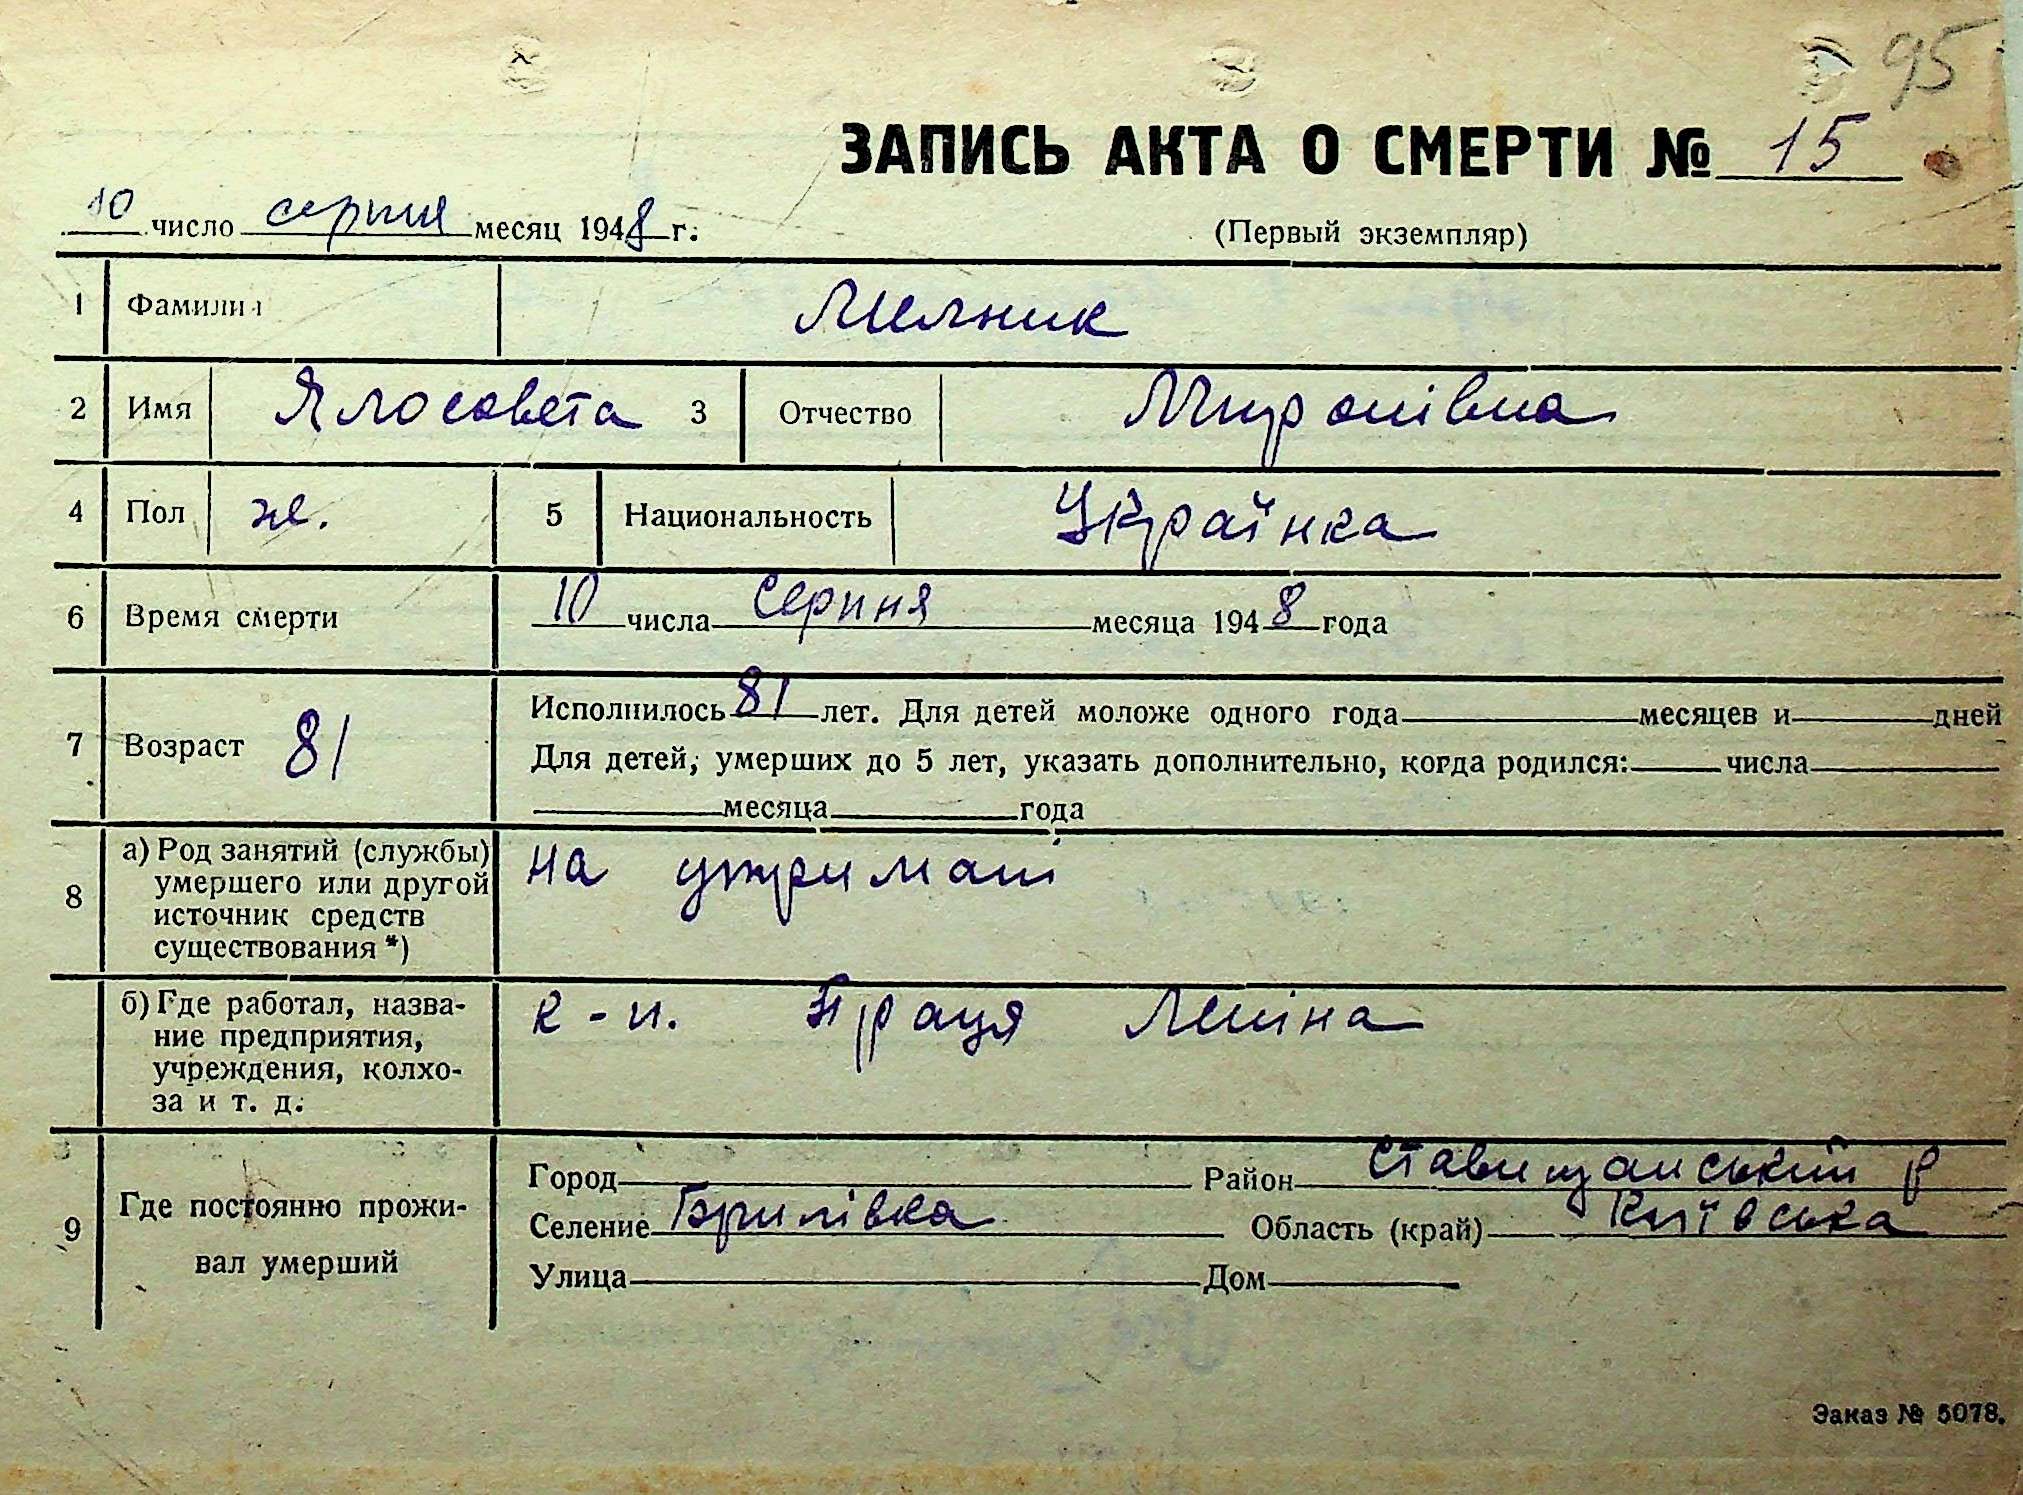 95
ЗАПИСЬ АКТА О СМЕРТИ № 15
10 число серпня месяц 1948 г.
(Первый экземпляр)
1 Фамилия Мелник
2 Имя Ялосовета 3 Отчество Миронівна
4 Пол ж. 5 Национальность Українка
6 Время смерти 10 числа Серпня месяца 1948 года
7 Возраст 81 Исполнилось 81 лет. Для детей моложе одного года месяцев и дней
Для детей, умерших до 5 лет, указать дополнительно, когда родился: числа
месяца года
8 а) Род занятий (службы) умершего или другой источник средств существования *) на утримані
б) Где работал, название предприятия, учреждения, колхоза и т. д. к-п. Праця Леніна
9 Где постоянно проживал умерший
Город Район Ставищанський р
Селение Брилівка Область (край) Київська
Улица Дом
Заказ № 5078.